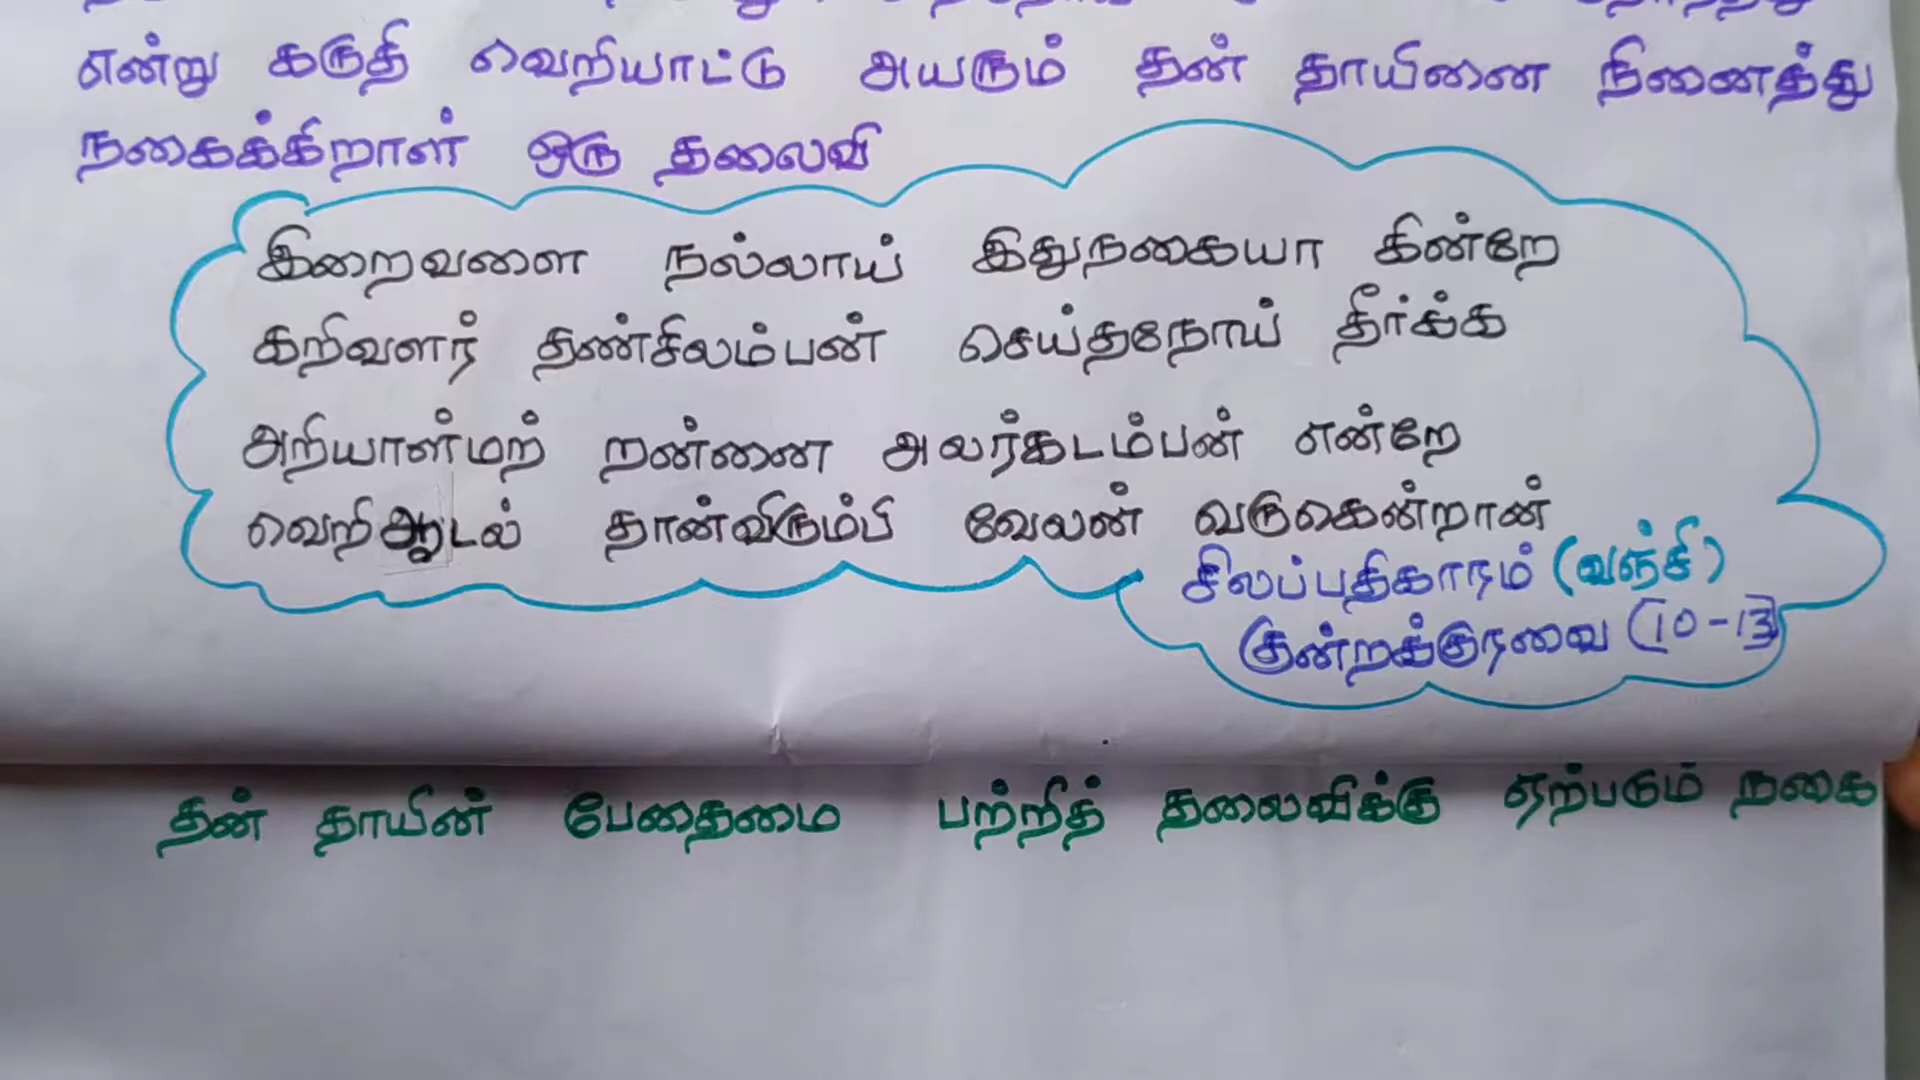 என்று கருதி வெறியாட்டு அயரும் தன் தாயினை நினைத்து
நகைக்கிறாள் ஒரு தலைவி
இறைவளை நல்லாய் இதுநகையா கின்றே
கறிவளர் தண்சிலம்பன் செய்தநோய் தீர்க்க
அறியாள்மற் றன்னை அலர்கடம்பன் என்றே
வெறிஆடல் தான்விரும்பி வேலன் வருகென்றான்
சிலப்பதிகாரம் (வஞ்சி)
குன்றக்குரவை (10-13)
தன் தாயின் பேதைமை பற்றித் தலைவிக்கு ஏற்படும் நகை